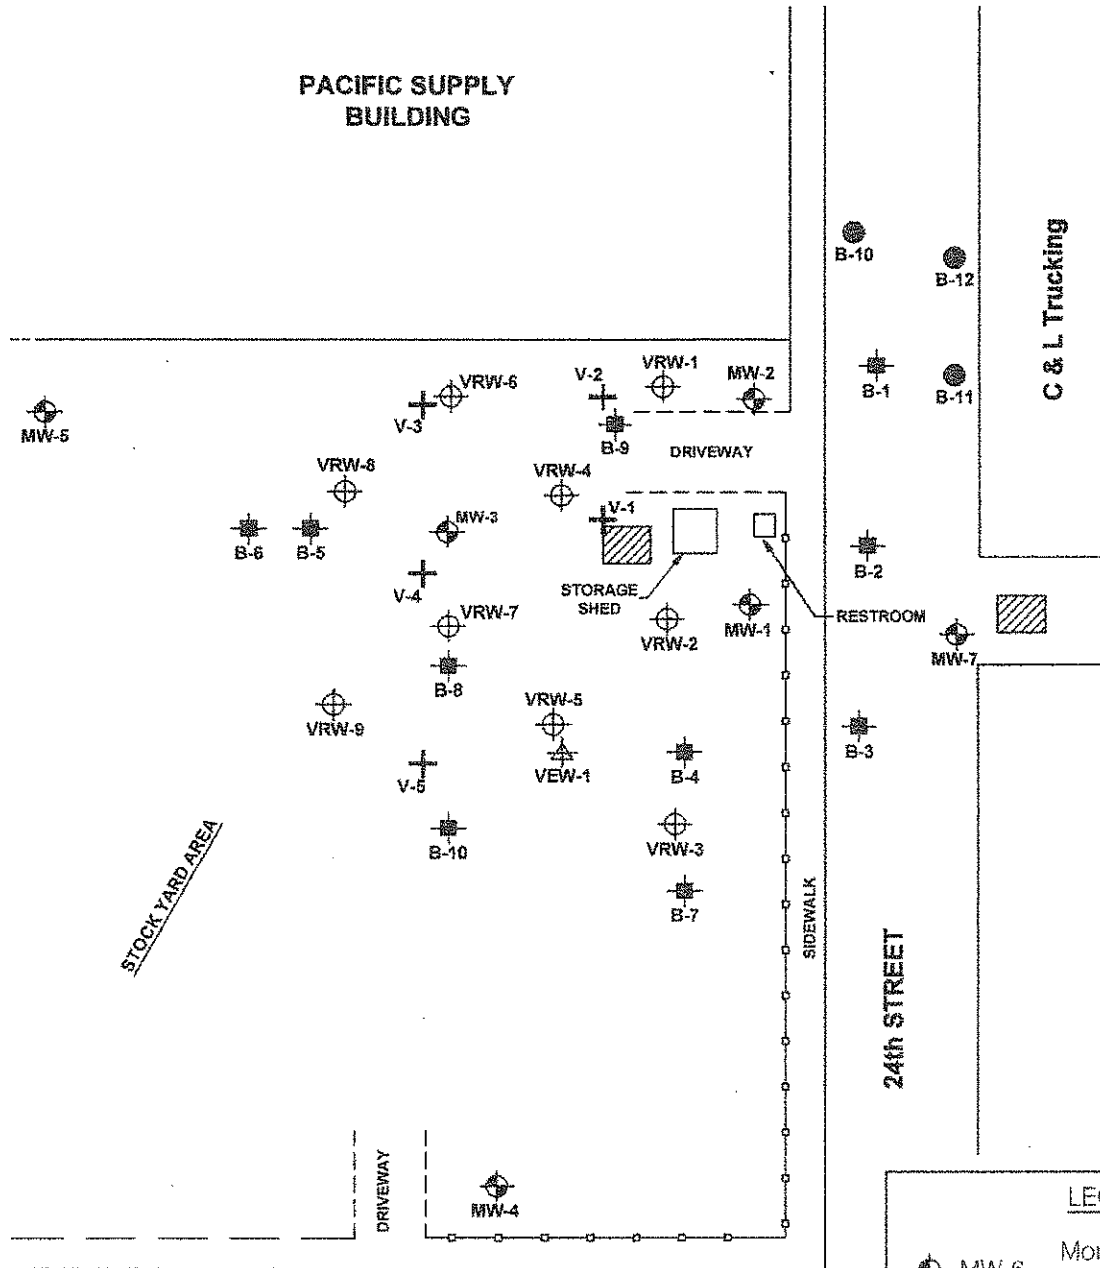 PACIFIC SUPPLY
BUILDING
B-10
B-12
C & L Trucking
B-1
B-11
VRW-1
MW-2
V-2
VRW-6
V-3
MW-5
B-9
DRIVEWAY
VRW-8
VRW-4
V-1
MW-3
B-6
B-5
B-2
V-4
STORAGE
SHED
RESTROOM
VRW-7
VRW-2
MW-1
MW-7
B-8
VRW-9
VRW-5
VEW-1
B-4
B-3
V-5
B-10
VRW-3
B-7
STOCK YARD AREA
SIDEWALK
24th STREET
DRIVEWAY
MW-4
MW-6